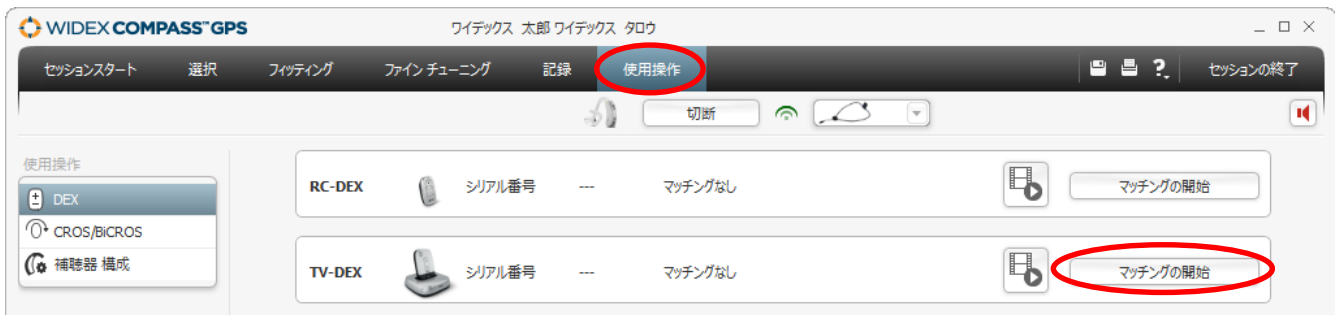 WIDEX COMPASS™GPS ワイデックス 太郎 ワイデックス タロウ
セッションスタート 選択 フィッティング ファイン チューニング 記録 使用操作 ? セッションの終了
切断
使用操作
DEX
CROS/BiCROS
補聴器 構成
RC-DEX シリアル番号 --- マッチングなし マッチングの開始
TV-DEX シリアル番号 --- マッチングなし マッチングの開始